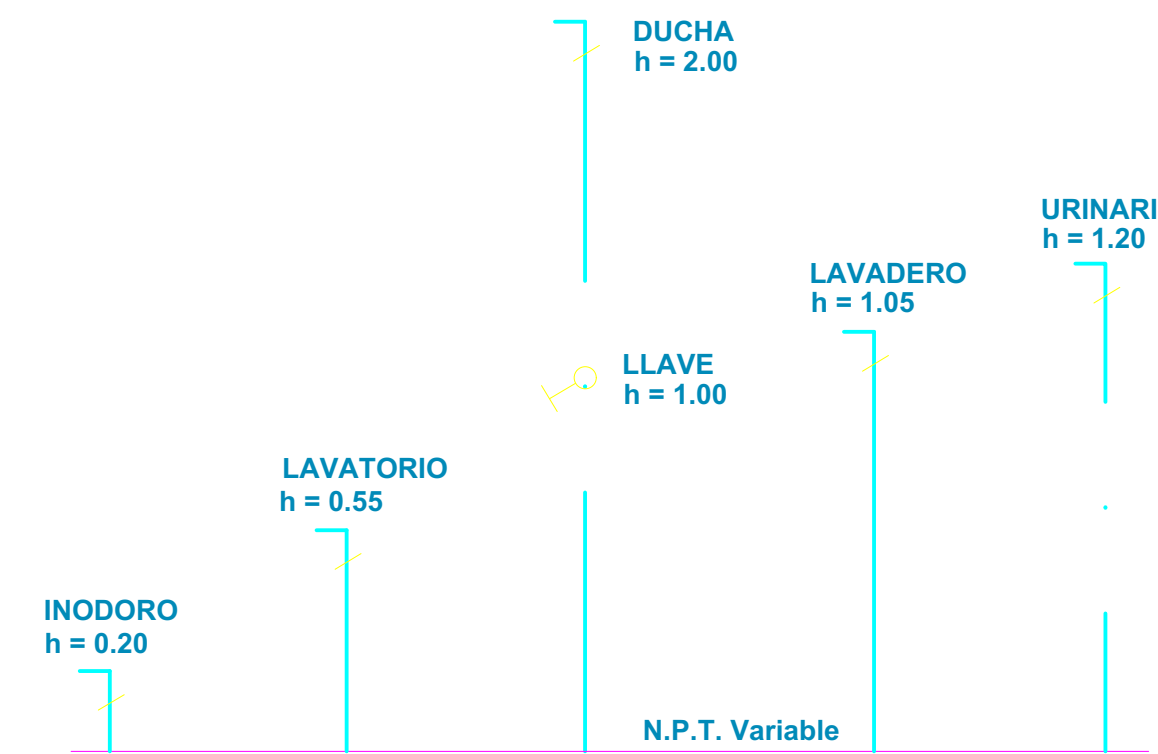 DUCHA
h = 2.00
URINARI
h = 1.20
LAVADERO
h = 1.05
LLAVE
h = 1.00
LAVATORIO
h = 0.55
INODORO
h = 0.20
N.P.T. Variable